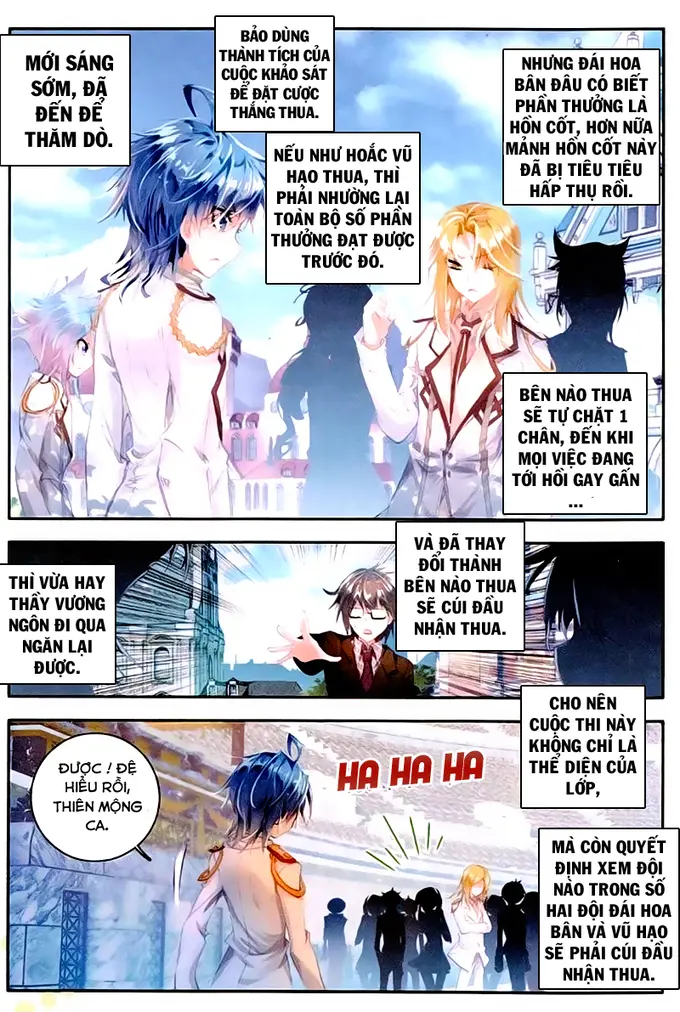 MỚI SÁNG
SỚM, ĐÃ
ĐẾN ĐỂ
THĂM DÒ.
BẢO DÙNG
THÀNH TÍCH CỦA
CUỘC KHẢO SÁT
ĐỂ ĐẶT CƯỢC
THẮNG THUA.
NẾU NHƯ HOẮC VŨ
HẠO THUA, THÌ
PHẢI NHƯỜNG LẠI
TOÀN BỘ SỐ PHẦN
THƯỞNG ĐẠT ĐƯỢC
TRƯỚC ĐÓ.
NHƯNG ĐÁI HOA
BÂN ĐÂU CÓ BIẾT
PHẦN THƯỞNG LÀ
HỒN CỐT, HƠN NỮA
MẢNH HỒN CỐT NÀY
ĐÃ BỊ TIÊU TIÊU
HẤP THỤ RỒI.
BÊN NÀO THUA
SẼ TỰ CHẶT 1
CHÂN, ĐẾN KHI
MỌI VIỆC ĐANG
TỚI HỒI GAY GẤN
...
THÌ VỪA HAY
THẦY VƯƠNG
NGÔN ĐI QUA
NGĂN LẠI
ĐƯỢC.
VÀ ĐÃ THAY
ĐỔI THÀNH
BÊN NÀO THUA
SẼ CÚI ĐẦU
NHẬN THUA.
CHO NÊN
CUỘC THI NÀY
KHÔNG CHỈ LÀ
THỂ DIỆN CỦA
LỚP,
ĐƯỢC! ĐỆ
HIỂU RỒI,
THIÊN MỘNG
CA.
HA HA HA
MÀ CÒN QUYẾT
ĐỊNH XEM ĐỘI
NÀO TRONG SỐ
HAI ĐỘI ĐÁI HOA
BÂN VÀ VŨ HẠO
SẼ PHẢI CÚI ĐẦU
NHẬN THUA.